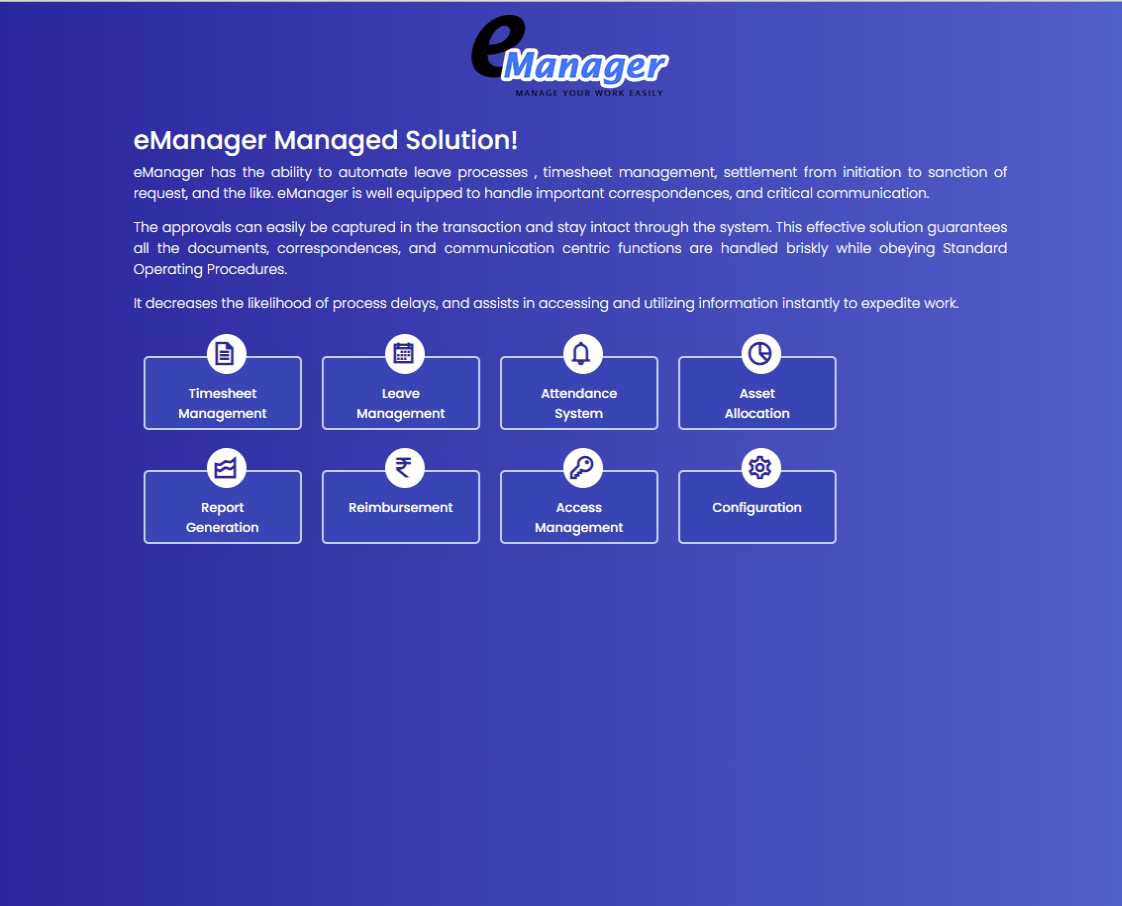 e
Manager
MANAGE YOUR WORK EASILY
eManager Managed Solution!
eManager has the ability to automate leave processes , timesheet management, settlement from initiation to sanction of
request, and the like. eManager is well equipped to handle important correspondences, and critical communication.
The approvals can easily be captured in the transaction and stay intact through the system. This effective solution guarantees
all the documents, correspondences, and communication centric functions are handled briskly while obeying Standard
Operating Procedures.
It decreases the likelihood of process delays, and assists in accessing and utilizing information instantly to expedite work.
Timesheet
Management
Leave
Management
Attendance
System
Asset
Allocation
₹
Report
Generation
Reimbursement
Access
Management
Configuration